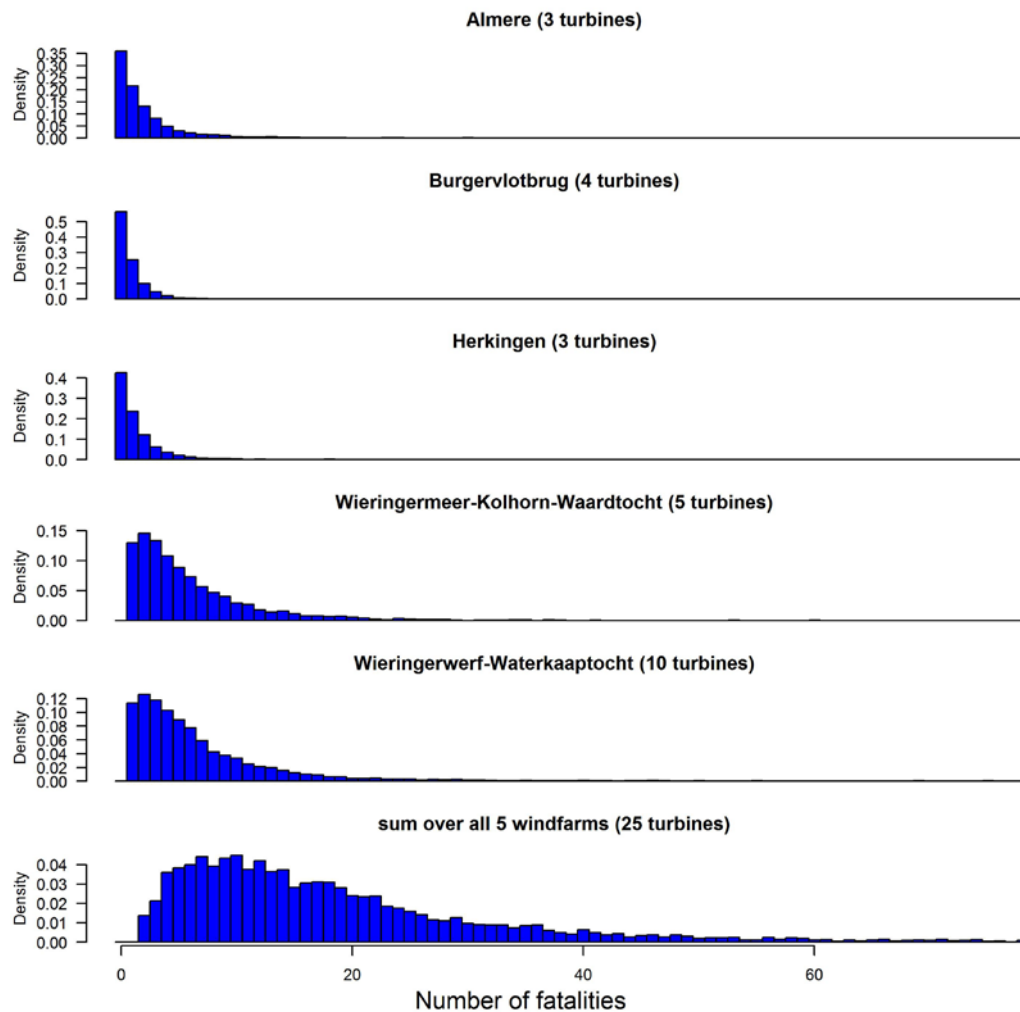 Almere (3 turbines)
Density
0.35
0.30
0.25
0.20
0.15
0.10
0.05
0.00
Burgervlotbrug (4 turbines)
Density
0.5
0.4
0.3
0.2
0.1
0.0
Herkingen (3 turbines)
Density
0.4
0.3
0.2
0.1
0.0
Wieringermeer-Kolhorn-Waardtocht (5 turbines)
Density
0.15
0.10
0.05
0.00
Wieringerwerf-Waterkaaptocht (10 turbines)
Density
0.12
0.10
0.08
0.06
0.04
0.02
0.00
sum over all 5 windfarms (25 turbines)
Density
0.04
0.03
0.02
0.01
0.00
0 20 40 60
Number of fatalities